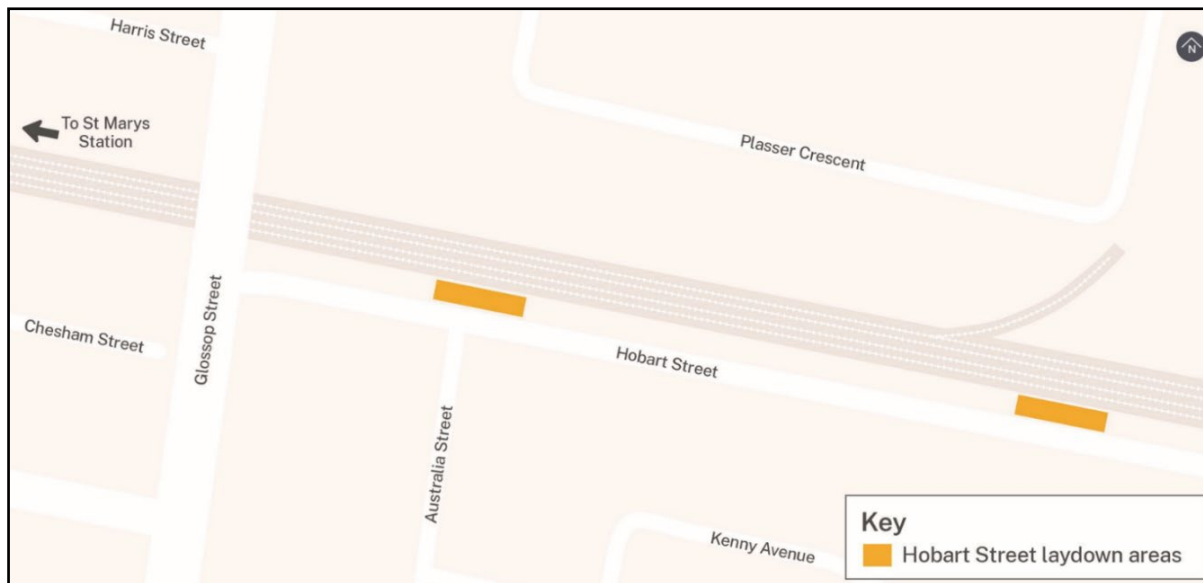 Harris Street
N
To St Marys
Station
Plasser Crescent
Glossop Street
Chesham Street
Hobart Street
Australia Street
Kenny Avenue
Key
Hobart Street laydown areas